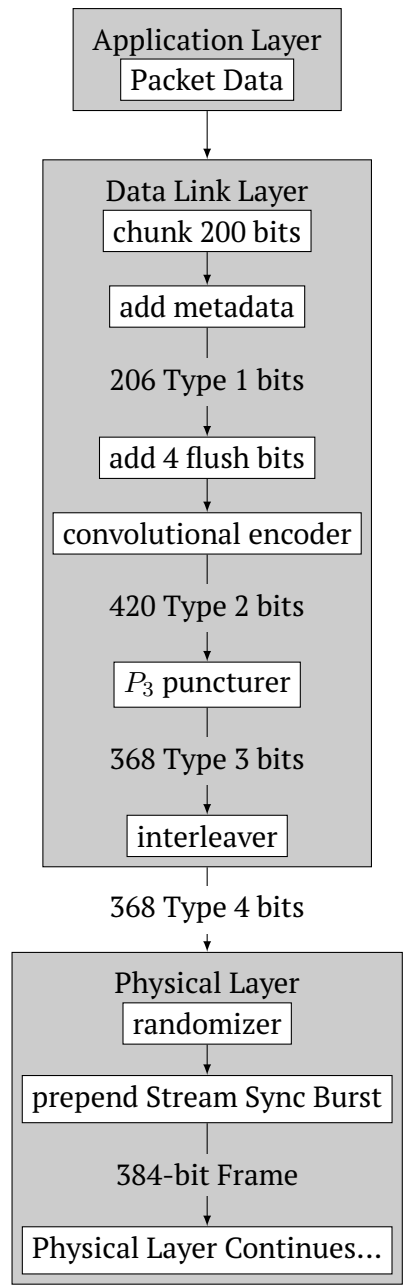 Application Layer
Packet Data
Data Link Layer
chunk 200 bits
add metadata
206 Type 1 bits
add 4 flush bits
convolutional encoder
420 Type 2 bits
P₃ puncturer
368 Type 3 bits
interleaver
368 Type 4 bits
Physical Layer
randomizer
prepend Stream Sync Burst
384-bit Frame
Physical Layer Continues...